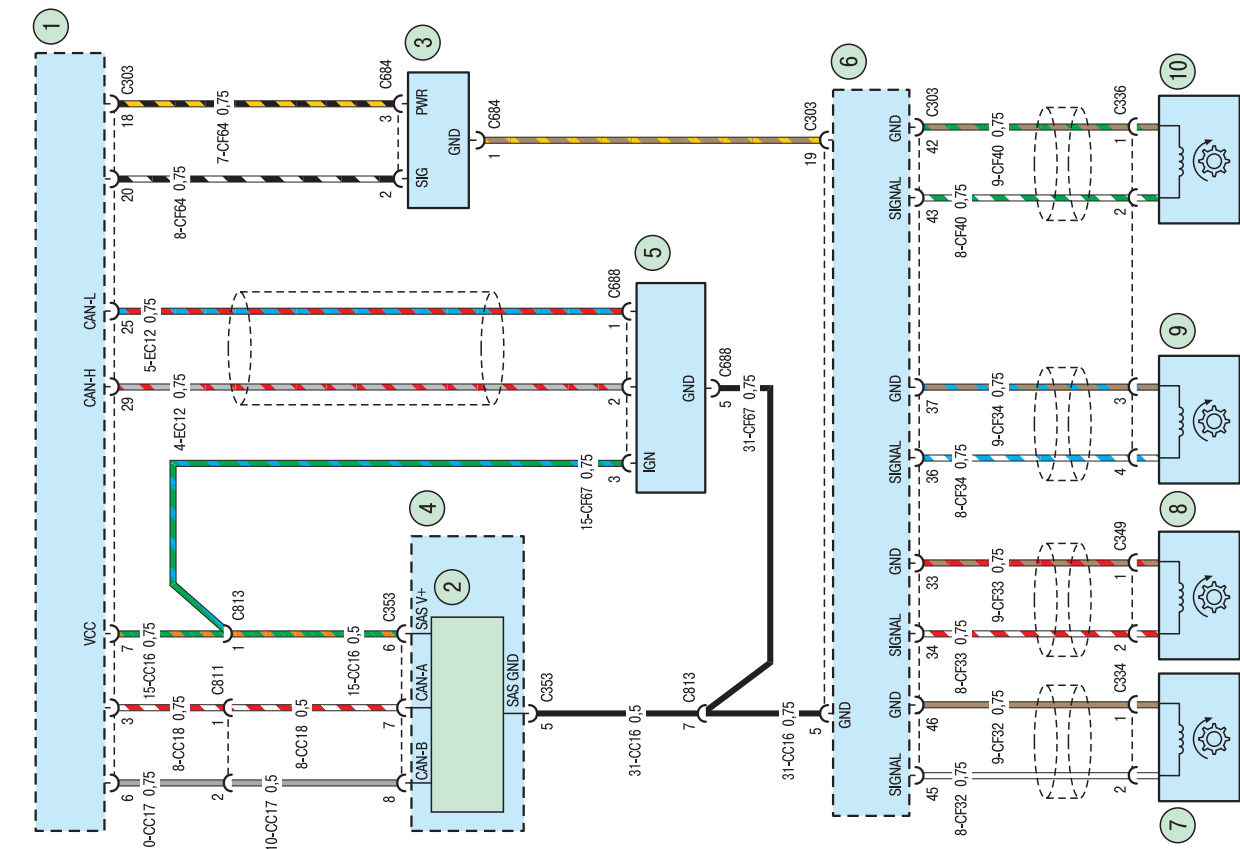 1
C303
18
7-CF64 0,75
C684
3
PWR
3
20
8-CF64 0,75
2
SIG
GND
C684
1
C303
19
CAN-L
25
5-EC12 0,75
C688
1
5
CAN-H
29
4-EC12 0,75
2
GND
C688
5
31-CF67 0,75
15-CF67 0,75
3
IGN
VCC
7
15-CC16 0,75
C813
1
15-CC16 0,5
C353
6
SAS V+
4
2
3
8-CC18 0,75
C811
1
8-CC18 0,5
7
CAN-A
SAS GND
C353
5
31-CC16 0,5
C813
7
31-CC16 0,75
5
GND
6
0-CC17 0,75
2
10-CC17 0,5
8
CAN-B
6
GND
C303
42
9-CF40 0,75
C336
1
10
SIGNAL
43
8-CF40 0,75
2
GND
37
9-CF34 0,75
3
9
SIGNAL
36
8-CF34 0,75
4
GND
33
9-CF33 0,75
C349
1
8
SIGNAL
34
8-CF33 0,75
2
GND
46
9-CF32 0,75
C334
1
SIGNAL
45
8-CF32 0,75
2
7